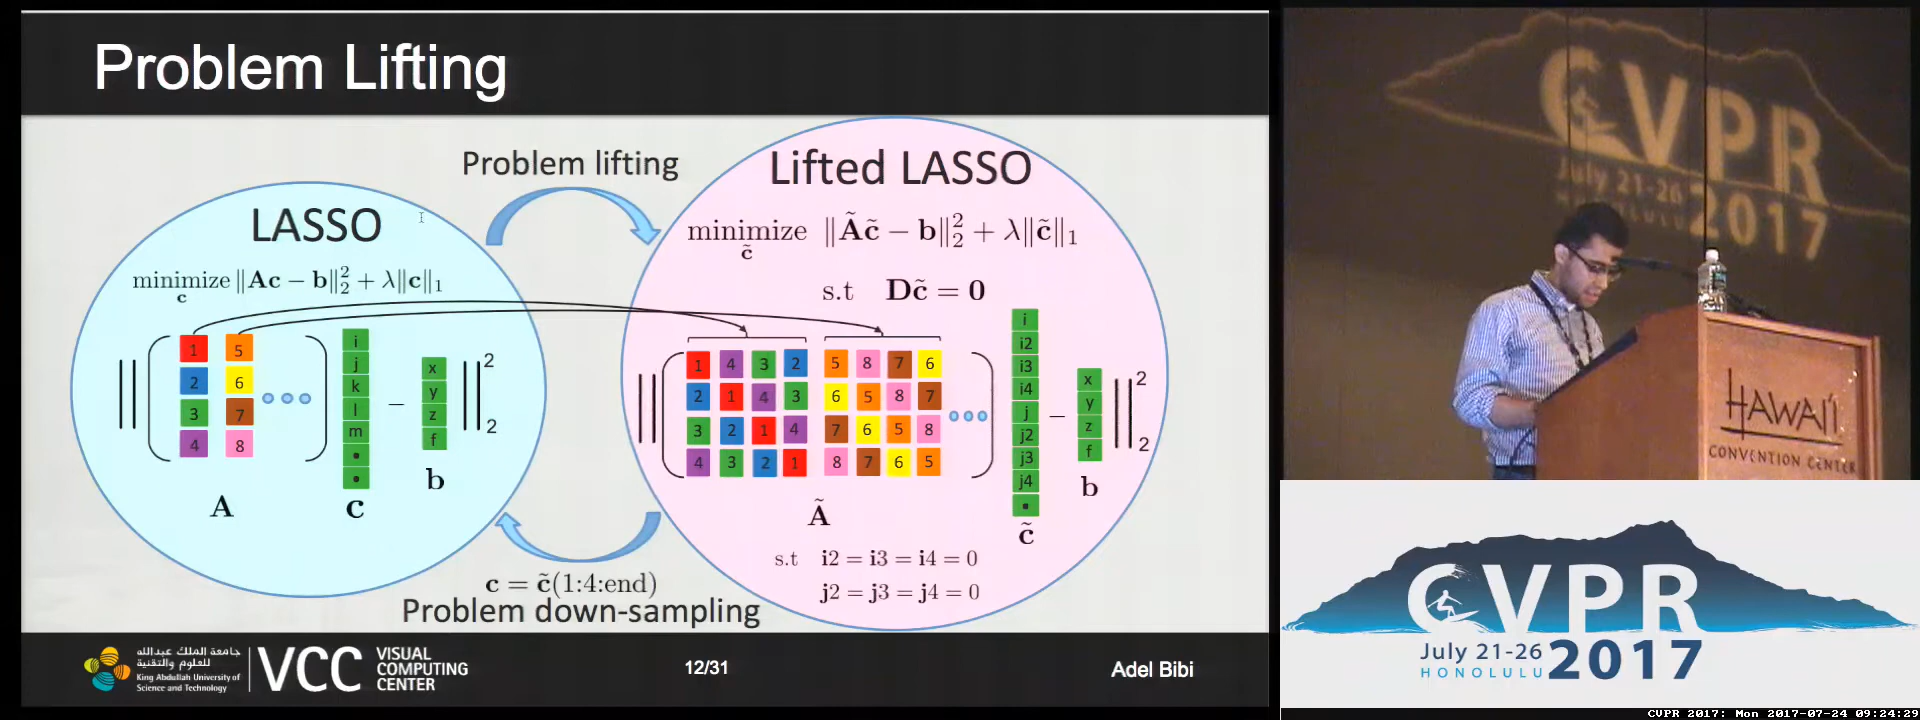 Problem Lifting
Problem lifting
LASSO
minimize ‖Ac − b‖₂² + λ‖c‖₁
c
1 5
2 6
3 7
4 8
i
j
k
l
m
−
x
y
z
f
2
2
A
c
b
Lifted LASSO
minimize ‖Ãc̃ − b‖₂² + λ‖c̃‖₁
c̃
s.t Dc̃ = 0
1 4 3 2 5 8 7 6
2 1 4 3 6 5 8 7
3 2 1 4 7 6 5 8
4 3 2 1 8 7 6 5
i
i2
i3
i4
j
j2
j3
j4
−
x
y
z
f
2
2
Ã
c̃
b
s.t i2 = i3 = i4 = 0
j2 = j3 = j4 = 0
c = c̃(1:4:end)
Problem down-sampling
جامعة الملك عبدالله
للعلوم والتقنية
King Abdullah University of
Science and Technology
VCC
VISUAL
COMPUTING
CENTER
12/31
Adel Bibi
CVPR
July 21-26
HONOLULU
2017
HAWAI'I
CONVENTION CENTER
CVPR
July 21-26
HONOLULU
2017
CVPR 2017: Mon 2017-07-24 09:24:29